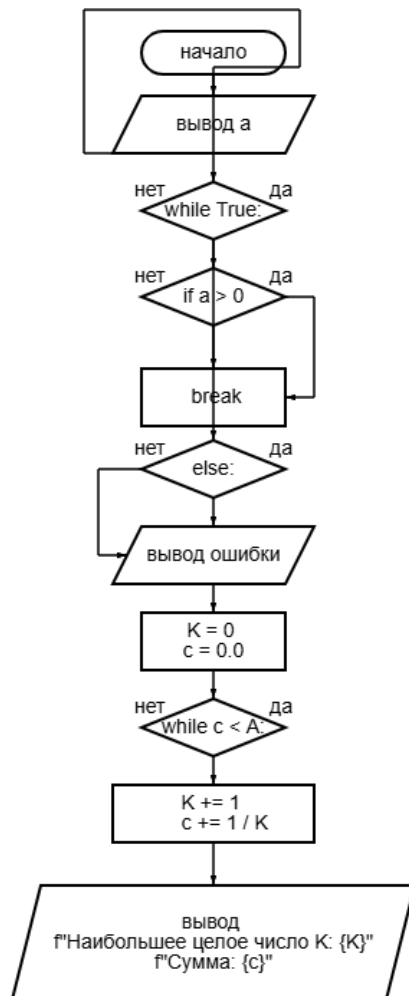 начало
вывод a
нет
да
while True:
нет
да
if a > 0
break
нет
да
else:
вывод ошибки
K = 0
c = 0.0
нет
да
while c < A:
K += 1
c += 1 / K
вывод
f"Наибольшее целое число K: {K}"
f"Сумма: {c}"